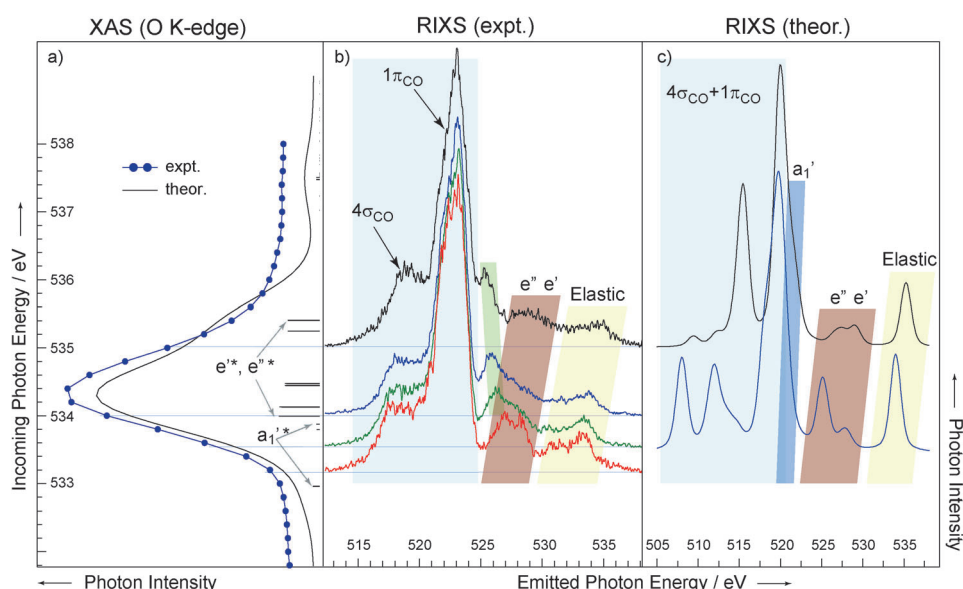 XAS (O K-edge)
RIXS (expt.)
RIXS (theor.)
a)
b)
c)
Incoming Photon Energy / eV
538
537
536
535
534
533
expt.
theor.
e'*, e"*
a₁'*
1πCO
4σCO
e" e'
Elastic
4σCO+1πCO
a₁'
e" e'
Elastic
515 520 525 530 535
505 510 515 520 525 530 535
Photon Intensity
Photon Intensity
Emitted Photon Energy / eV